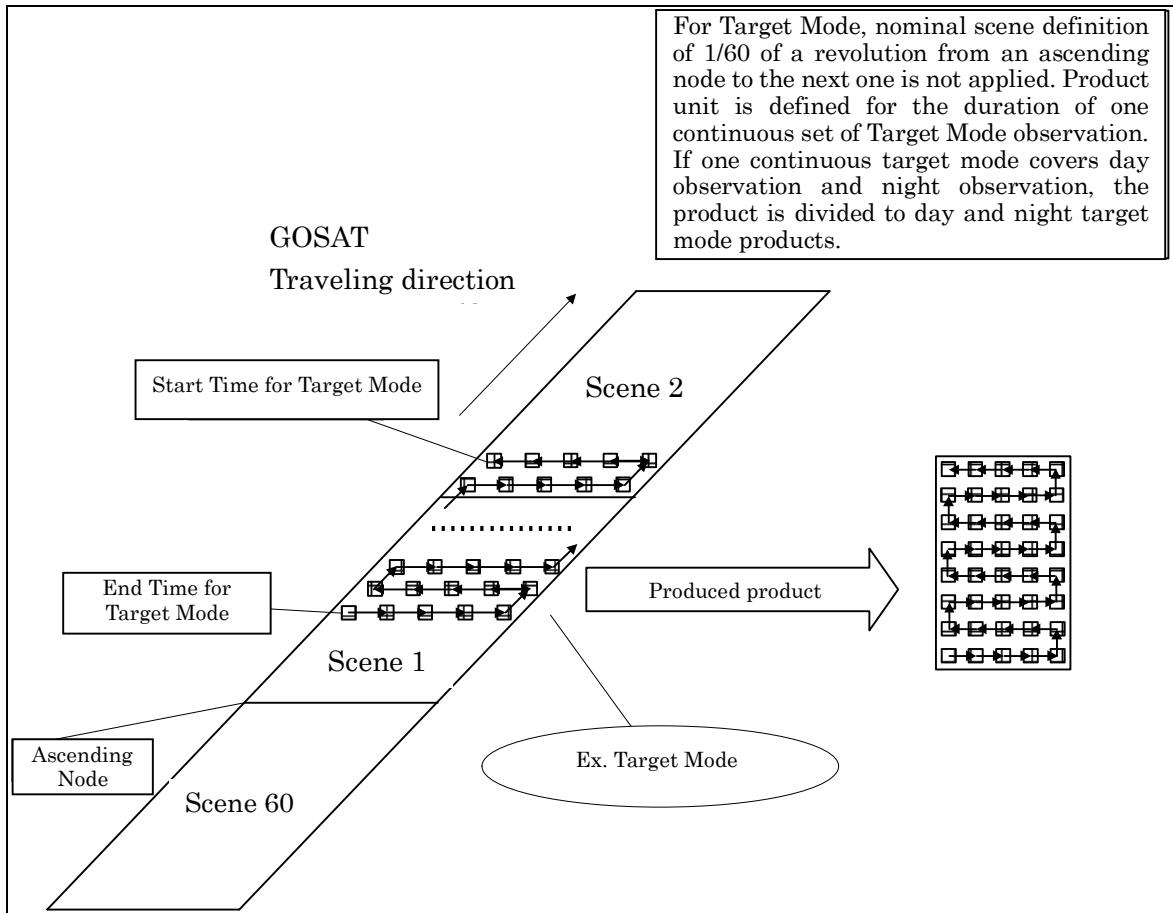 For Target Mode, nominal scene definition
of 1/60 of a revolution from an ascending
node to the next one is not applied. Product
unit is defined for the duration of one
continuous set of Target Mode observation.
If one continuous target mode covers day
observation and night observation, the
product is divided to day and night target
mode products.
GOSAT
Traveling direction
Start Time for Target Mode
Scene 2
End Time for
Target Mode
Produced product
Scene 1
Ascending
Node
Ex. Target Mode
Scene 60